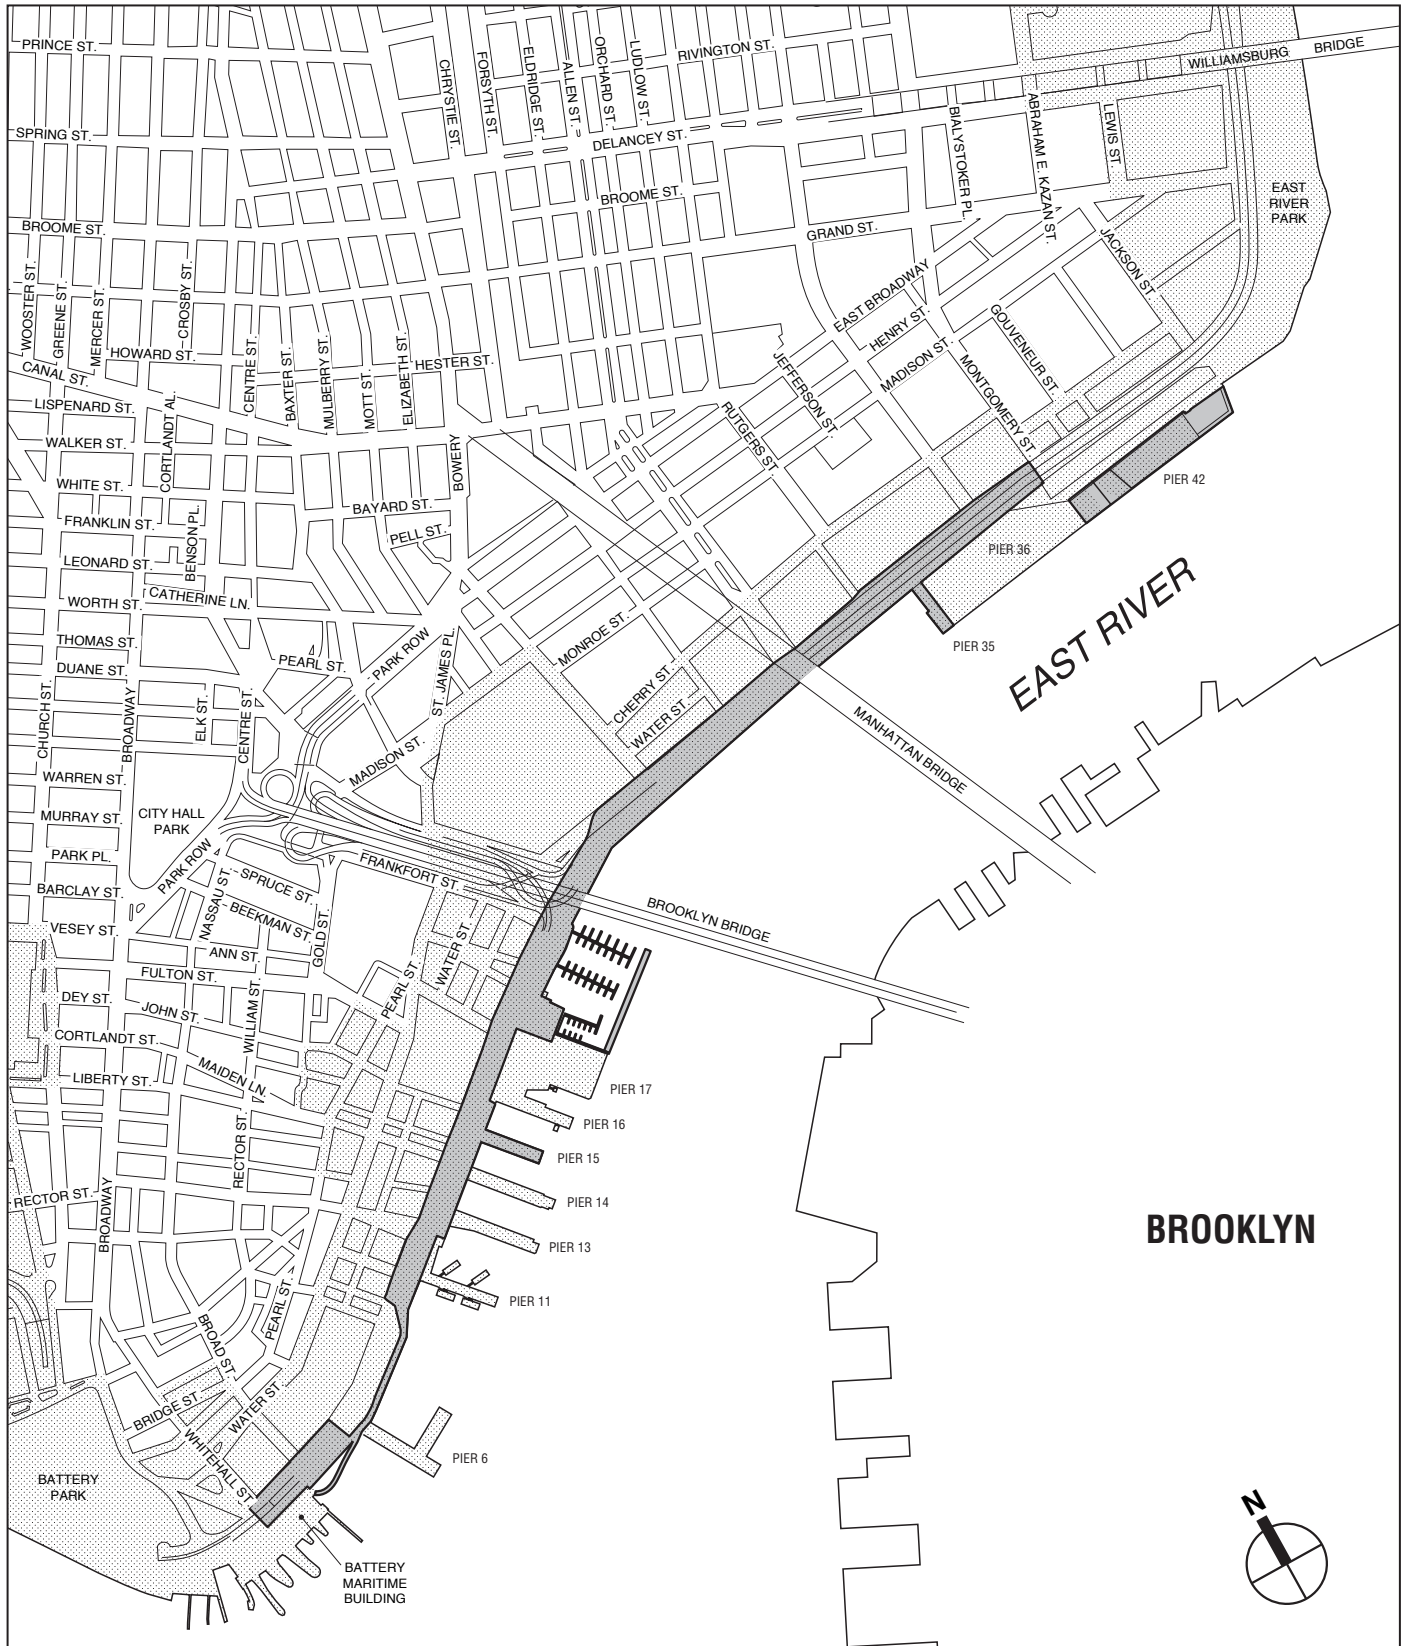 PRINCE ST.
CHRYSTIE ST.
FORSYTH ST.
ELDRIDGE ST.
ALLEN ST.
ORCHARD ST.
LUDLOW ST.
RIVINGTON ST.
WILLIAMSBURG BRIDGE
SPRING ST.
DELANCEY ST.
BIALYSTOKER PL.
ABRAHAM E. KAZAN ST.
LEWIS ST.
BROOME ST.
EAST
RIVER
PARK
BROOME ST.
GRAND ST.
JACKSON ST.
WOOSTER ST.
GREENE ST.
MERCER ST.
CROSBY ST.
EAST BROADWAY
HENRY ST.
GOUVENEUR ST.
HOWARD ST.
CENTRE ST.
BAXTER ST.
MULBERRY ST.
MOTT ST.
ELIZABETH ST.
HESTER ST.
JEFFERSON ST.
MADISON ST.
MONTGOMERY ST.
CANAL ST.
LISPENARD ST.
CORTLANDT AL.
RUTGERS ST.
WALKER ST.
BOWERY
WHITE ST.
PIER 42
BAYARD ST.
FRANKLIN ST.
BENSON PL.
PELL ST.
PIER 36
LEONARD ST.
CATHERINE LN.
WORTH ST.
EAST RIVER
THOMAS ST.
PEARL ST.
PARK ROW
ST. JAMES PL.
MONROE ST.
PIER 35
DUANE ST.
CHURCH ST.
BROADWAY
ELK ST.
CENTRE ST.
CHERRY ST.
WATER ST.
MADISON ST.
MANHATTAN BRIDGE
WARREN ST.
MURRAY ST.
CITY HALL
PARK
PARK PL.
PARK ROW
FRANKFORT ST.
BARCLAY ST.
SPRUCE ST.
NASSAU ST.
BEEKMAN ST.
GOLD ST.
BROOKLYN BRIDGE
VESEY ST.
ANN ST.
WATER ST.
FULTON ST.
PEARL ST.
DEY ST.
JOHN ST.
WILLIAM ST.
CORTLANDT ST.
LIBERTY ST.
MAIDEN LN.
PIER 17
PIER 16
RECTOR ST.
PIER 15
RECTOR ST.
BROADWAY
PIER 14
BROOKLYN
PIER 13
PIER 11
PEARL ST.
BROAD ST.
BRIDGE ST.
WATER ST.
WHITEHALL ST.
PIER 6
BATTERY
PARK
N
BATTERY
MARITIME
BUILDING